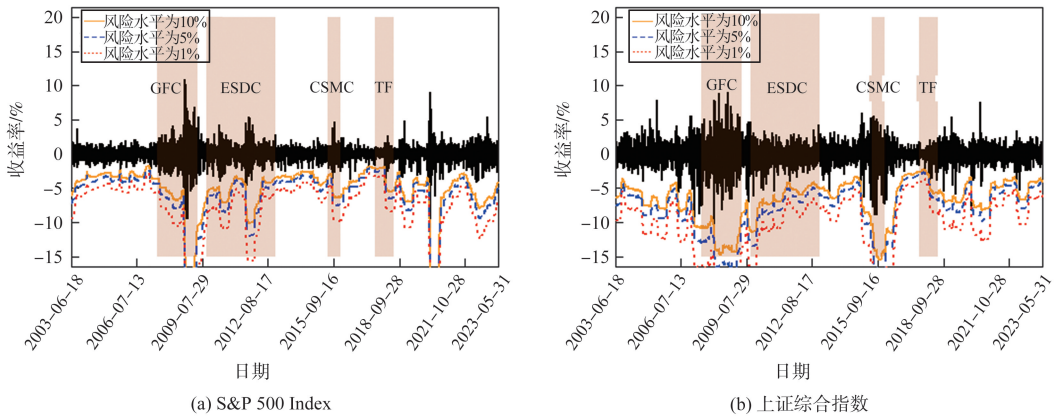 20
15
10
5
0
−5
−10
−15
收益率/%
风险水平为10%
风险水平为5%
风险水平为1%
GFC
ESDC
CSMC
TF
2003−06−18
2006−07−13
2009−07−29
2012−08−17
2015−09−16
2018−09−28
2021−10−28
2023−05−31
日期
(a) S&P 500 Index
20
15
10
5
0
−5
−10
−15
收益率/%
风险水平为10%
风险水平为5%
风险水平为1%
GFC
ESDC
CSMC
TF
2003−06−18
2006−07−13
2009−07−29
2012−08−17
2015−09−16
2018−09−28
2021−10−28
2023−05−31
日期
(b) 上证综合指数